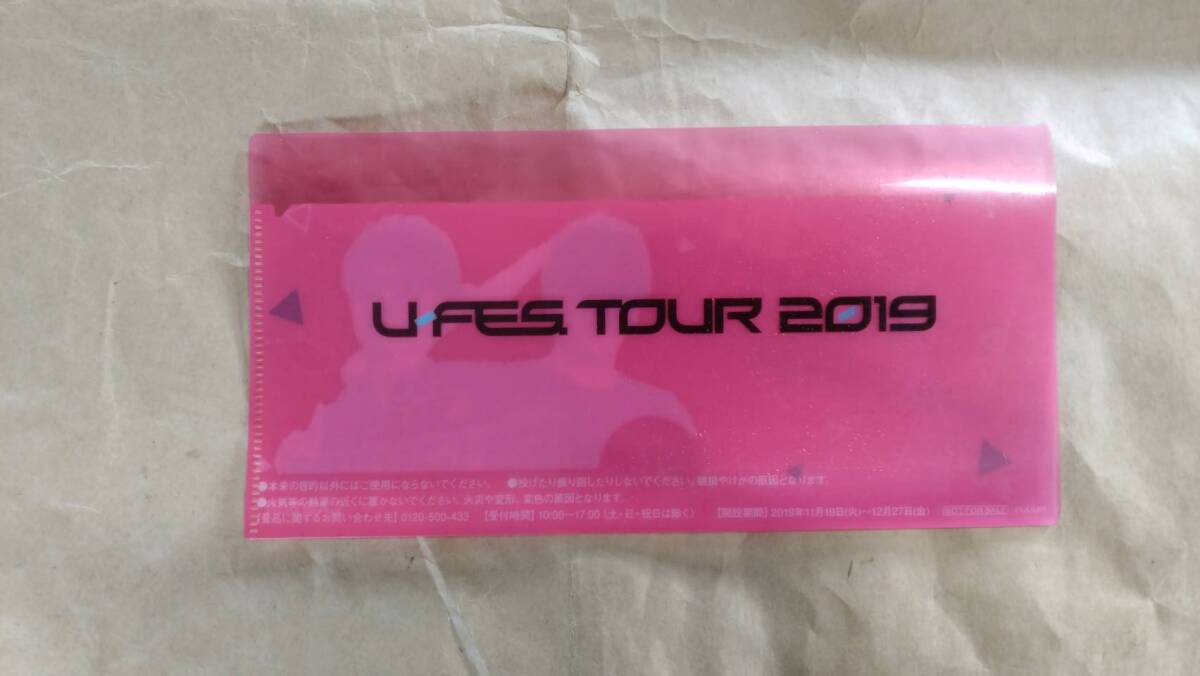 U-FES. TOUR 2019
●本来の目的以外にはご使用にならないでください。 ●投げたり振り回したりしないでください。破損やけがの原因となります。
●火気等の熱源の近くに置かないでください。火災や変形、変色の原因となります。
[景品に関するお問い合わせ先] 0120-500-433 【受付時間】10:00〜17:00 (土・日・祝日は除く) 【開設期間】2019年11月19日(火)〜12月27日(金) NOT FOR SALE